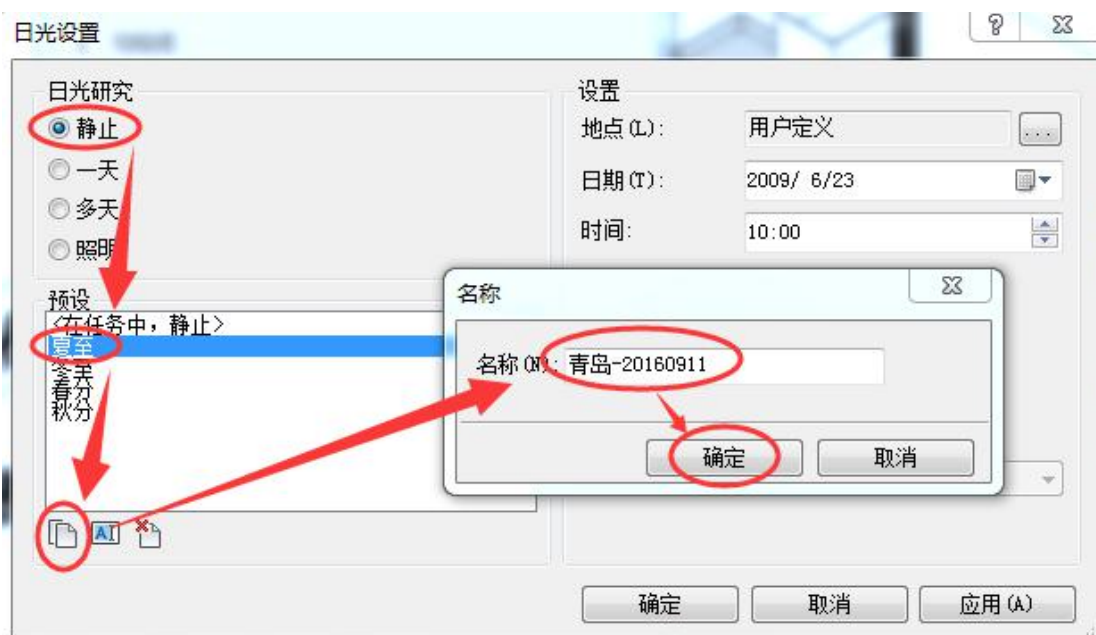 日光设置
日光研究
静止
一天
多天
照明
预设
<在任务中，静止>
夏至
冬至
春分
秋分
设置
地点(L):
用户定义
...
日期(T):
2009/ 6/23
时间:
10:00
名称
名称(N):
青岛-20160911
确定
取消
AI
确定
取消
应用(A)